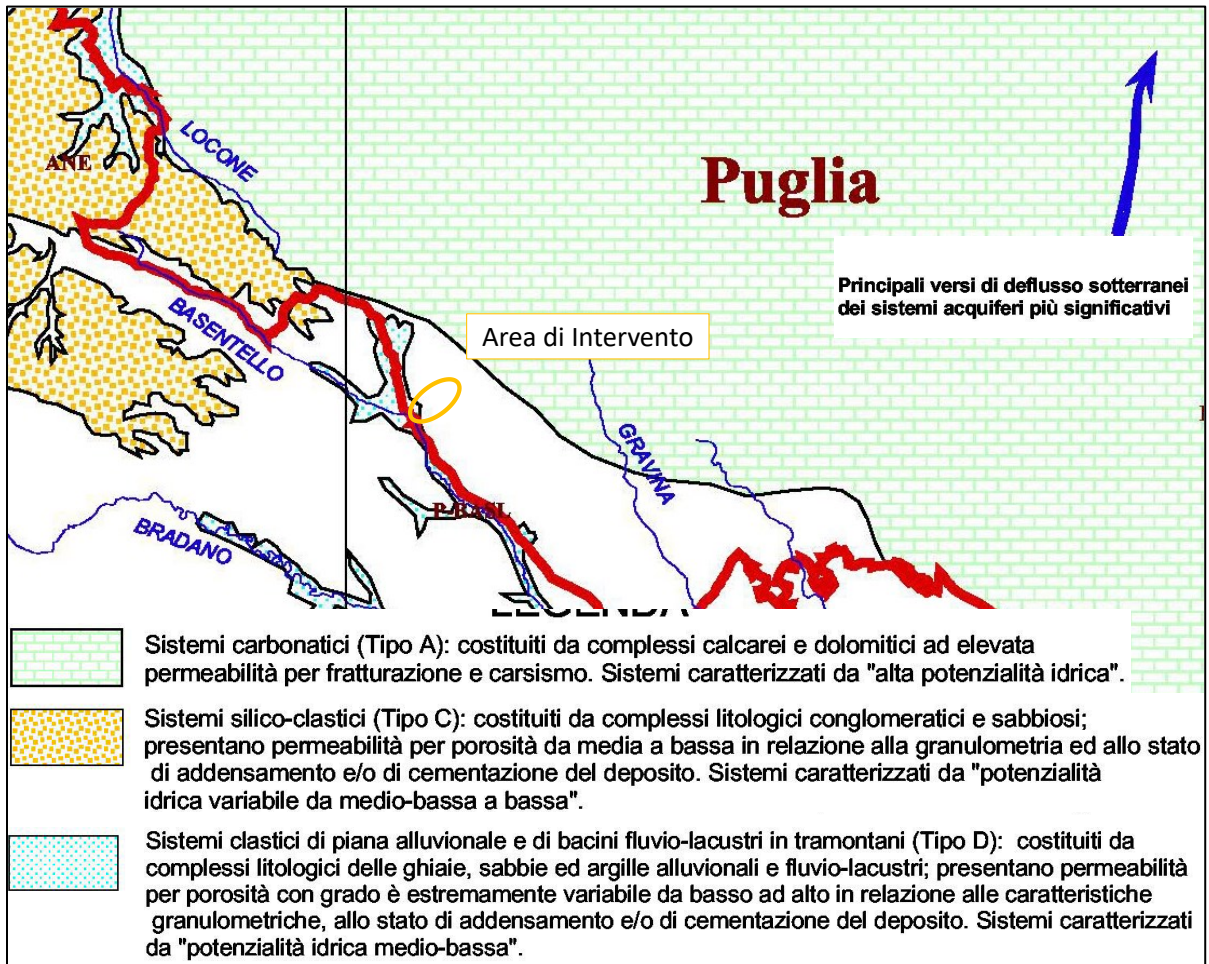 LOCONE
ANE
Puglia
Principali versi di deflusso sotterranei
dei sistemi acquiferi più significativi
BASENTELLO
Area di Intervento
GRAVINA
P-BASL
BRADANO
LEGENDA
Sistemi carbonatici (Tipo A): costituiti da complessi calcarei e dolomitici ad elevata
permeabilità per fratturazione e carsismo. Sistemi caratterizzati da "alta potenzialità idrica".
Sistemi silico-clastici (Tipo C): costituiti da complessi litologici conglomeratici e sabbiosi;
presentano permeabilità per porosità da media a bassa in relazione alla granulometria ed allo stato
di addensamento e/o di cementazione del deposito. Sistemi caratterizzati da "potenzialità
idrica variabile da medio-bassa a bassa".
Sistemi clastici di piana alluvionale e di bacini fluvio-lacustri in tramontani (Tipo D): costituiti da
complessi litologici delle ghiaie, sabbie ed argille alluvionali e fluvio-lacustri; presentano permeabilità
per porosità con grado è estremamente variabile da basso ad alto in relazione alle caratteristiche
granulometriche, allo stato di addensamento e/o di cementazione del deposito. Sistemi caratterizzati
da "potenzialità idrica medio-bassa".